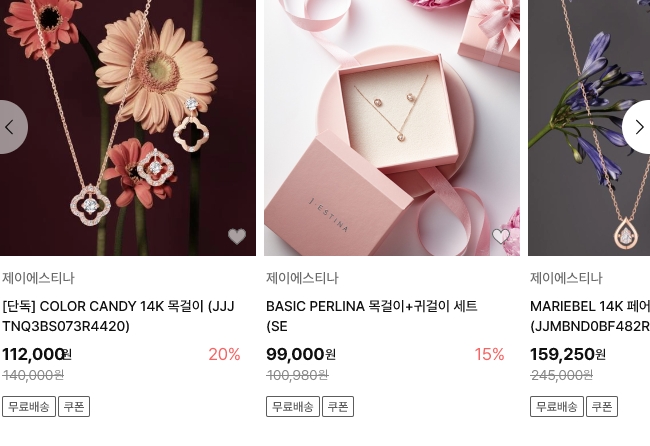 J.ESTINA
제이에스티나
[단독] COLOR CANDY 14K 목걸이 (JJJ
TNQ3BS073R4420)
112,000원 20%
140,000원
무료배송 쿠폰
제이에스티나
BASIC PERLINA 목걸이+귀걸이 세트
(SE
99,000원 15%
100,980원
무료배송 쿠폰
제이에스티나
MARIEBEL 14K 페어
(JJMBND0BF482R
159,250원
245,000원
무료배송 쿠폰